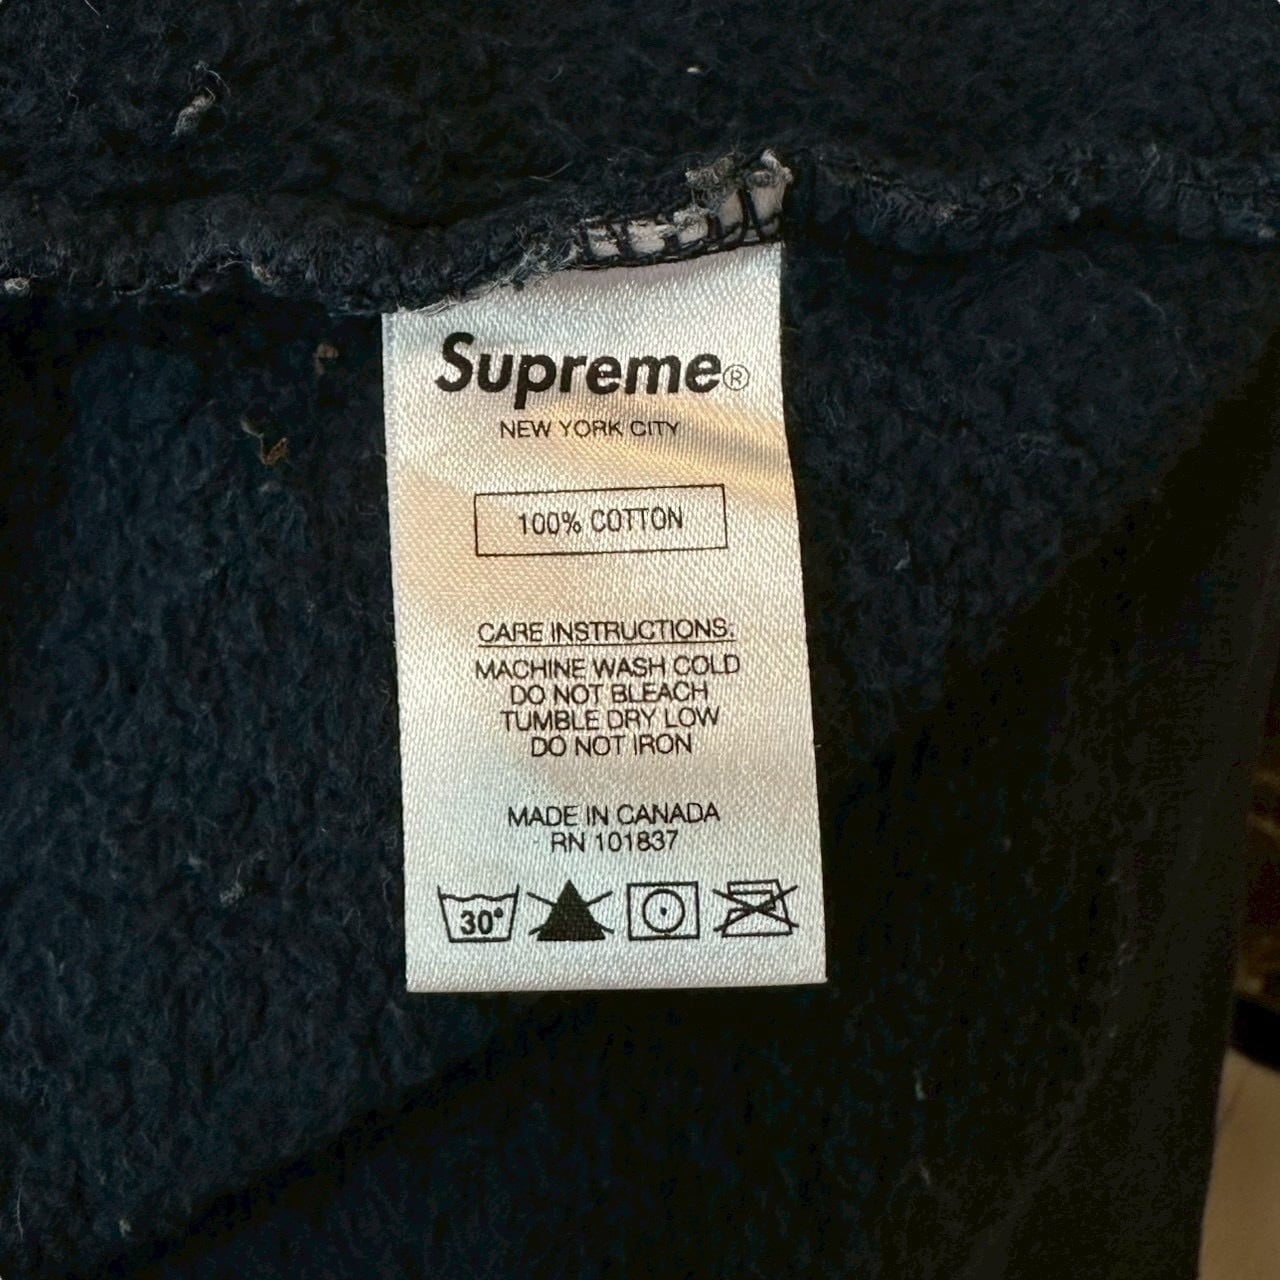 Supreme®
NEW YORK CITY
100% COTTON
CARE INSTRUCTIONS:
MACHINE WASH COLD
DO NOT BLEACH
TUMBLE DRY LOW
DO NOT IRON
MADE IN CANADA
RN 101837
30°